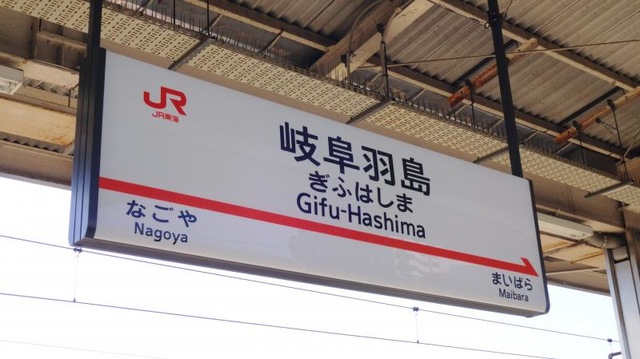 JR
JR東海
岐阜羽島
ぎふはしま
Gifu-Hashima
なごや
Nagoya
まいばら
Maibara